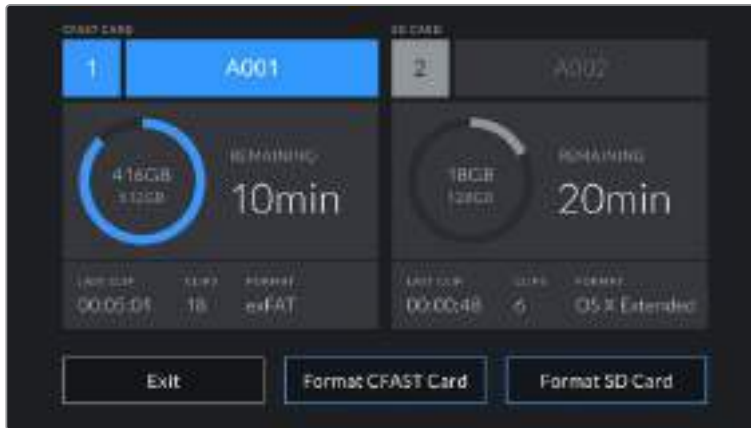 CFAST CARD
1 A001
416GB
512GB
REMAINING
10min
LAST CLIP CLIPS FORMAT
00:05:01 18 exFAT
SD CARD
2 A002
18GB
128GB
REMAINING
20min
LAST CLIP CLIPS FORMAT
00:00:48 6 OS X Extended
Exit Format CFAST Card Format SD Card